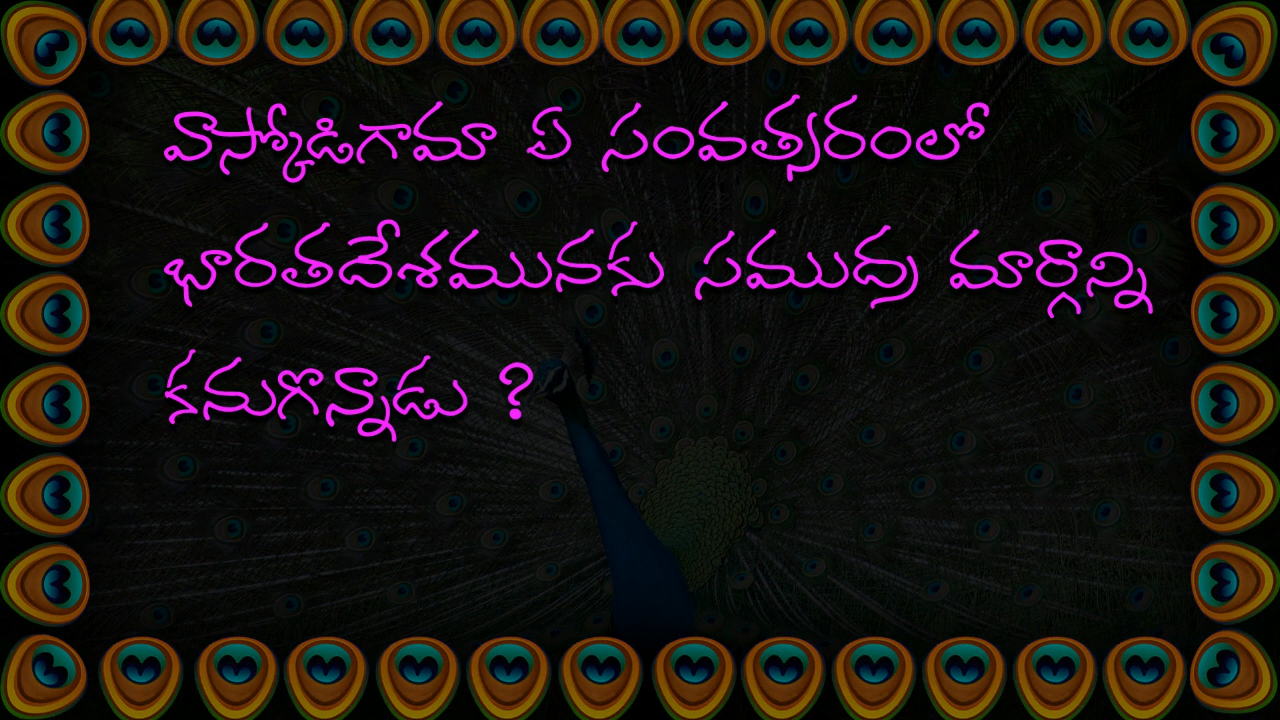 వాస్కోడిగామా ఏ సంవత్సరంలో
భారతదేశమునకు సముద్ర మార్గాన్ని
కనుగొన్నాడు ?